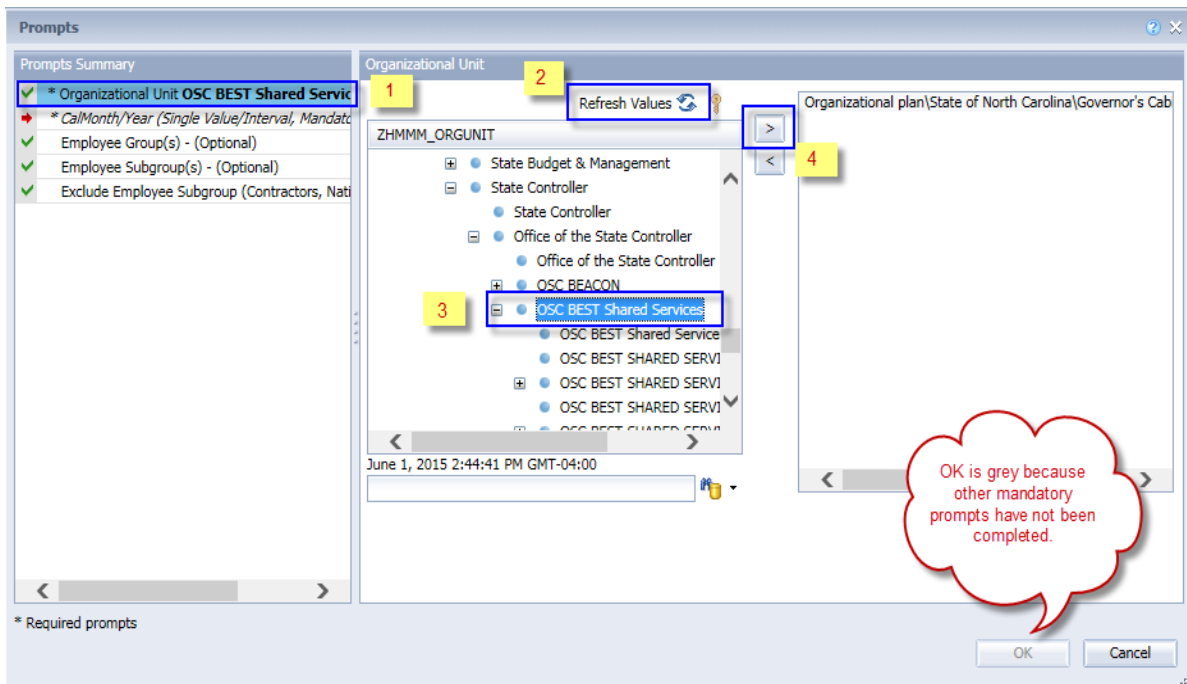 Prompts
Prompts Summary
* Organizational Unit OSC BEST Shared Servic
* CalMonth/Year (Single Value/Interval, Mandato
Employee Group(s) - (Optional)
Employee Subgroup(s) - (Optional)
Exclude Employee Subgroup (Contractors, Nati
1
Organizational Unit
2
Refresh Values
ZHMMM_ORGUNIT
State Budget & Management
State Controller
State Controller
Office of the State Controller
Office of the State Controller
OSC BEACON
3
OSC BEST Shared Services
OSC BEST Shared Service
OSC BEST SHARED SERVI
OSC BEST SHARED SERVI
OSC BEST SHARED SERVI
OSC BEST SHARED SERVI
June 1, 2015 2:44:41 PM GMT-04:00
>
<
4
Organizational plan\State of North Carolina\Governor's Cab
OK is grey because
other mandatory
prompts have not been
completed.
* Required prompts
OK
Cancel